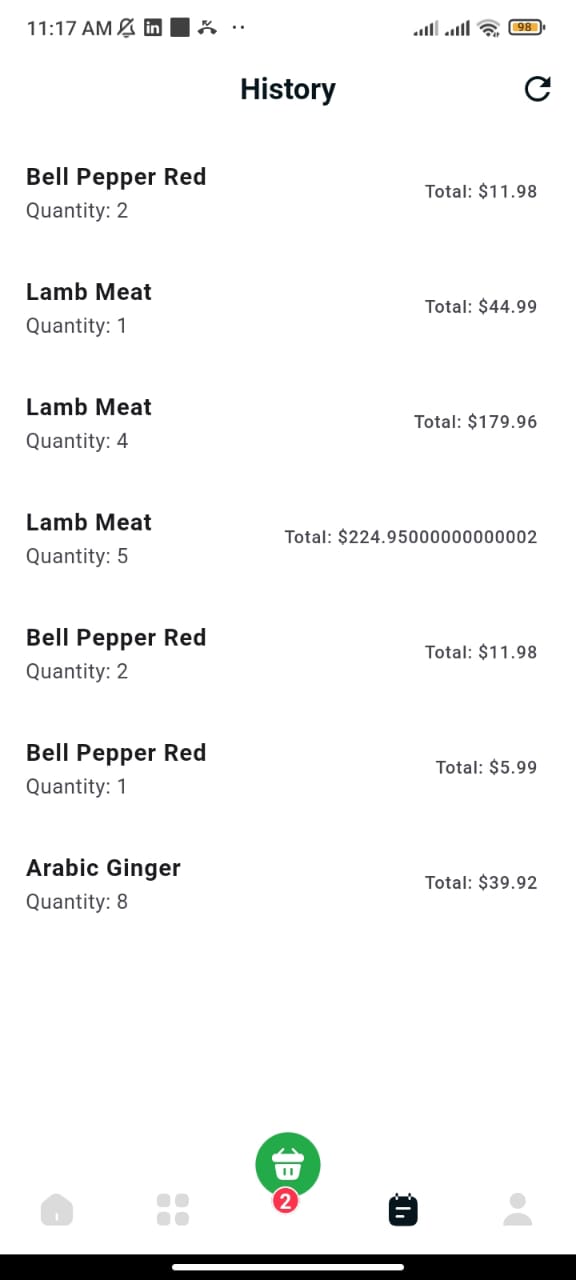 11:17 AM in 98
History
Bell Pepper Red
Quantity: 2
Total: $11.98
Lamb Meat
Quantity: 1
Total: $44.99
Lamb Meat
Quantity: 4
Total: $179.96
Lamb Meat
Quantity: 5
Total: $224.95000000000002
Bell Pepper Red
Quantity: 2
Total: $11.98
Bell Pepper Red
Quantity: 1
Total: $5.99
Arabic Ginger
Quantity: 8
Total: $39.92
2